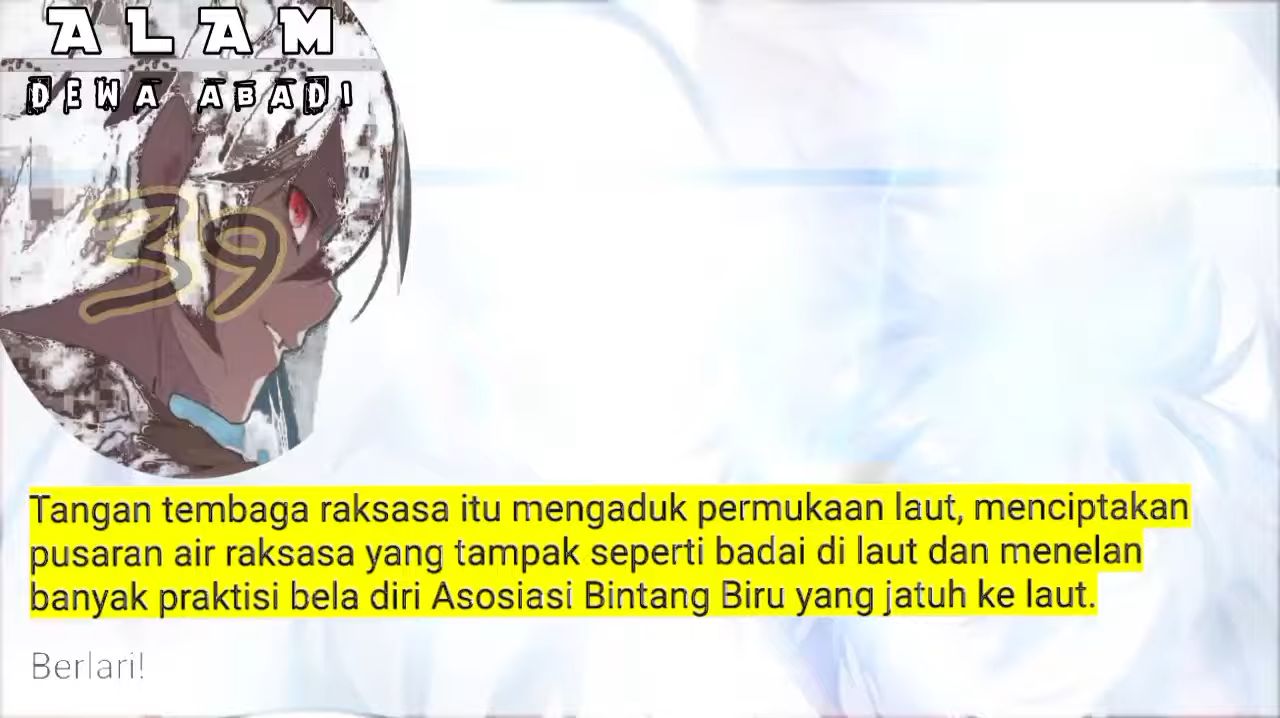 ALAM
DEWA ABADI
39
Tangan tembaga raksasa itu mengaduk permukaan laut, menciptakan
pusaran air raksasa yang tampak seperti badai di laut dan menelan
banyak praktisi bela diri Asosiasi Bintang Biru yang jatuh ke laut.
Berlari!